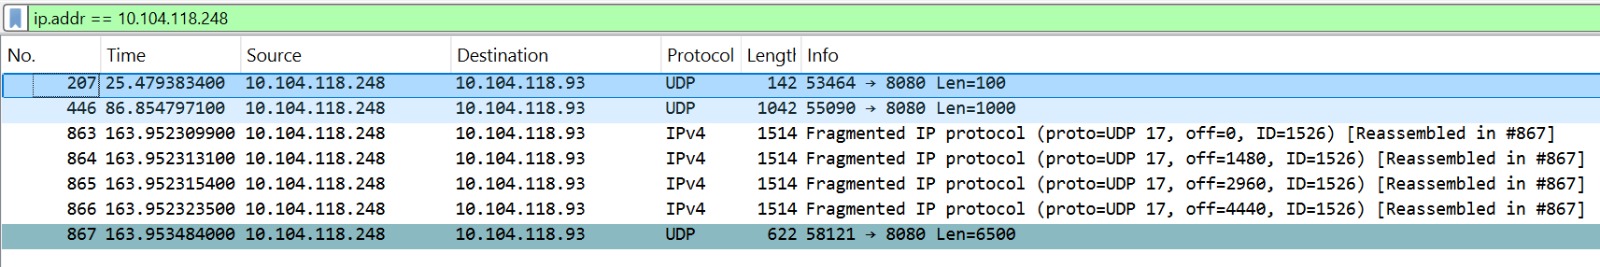 ip.addr == 10.104.118.248
No. Time Source Destination Protocol Length Info
207 25.479383400 10.104.118.248 10.104.118.93 UDP 142 53464 → 8080 Len=100
446 86.854797100 10.104.118.248 10.104.118.93 UDP 1042 55090 → 8080 Len=1000
863 163.952309900 10.104.118.248 10.104.118.93 IPv4 1514 Fragmented IP protocol (proto=UDP 17, off=0, ID=1526) [Reassembled in #867]
864 163.952313100 10.104.118.248 10.104.118.93 IPv4 1514 Fragmented IP protocol (proto=UDP 17, off=1480, ID=1526) [Reassembled in #867]
865 163.952315400 10.104.118.248 10.104.118.93 IPv4 1514 Fragmented IP protocol (proto=UDP 17, off=2960, ID=1526) [Reassembled in #867]
866 163.952323500 10.104.118.248 10.104.118.93 IPv4 1514 Fragmented IP protocol (proto=UDP 17, off=4440, ID=1526) [Reassembled in #867]
867 163.953484000 10.104.118.248 10.104.118.93 UDP 622 58121 → 8080 Len=6500